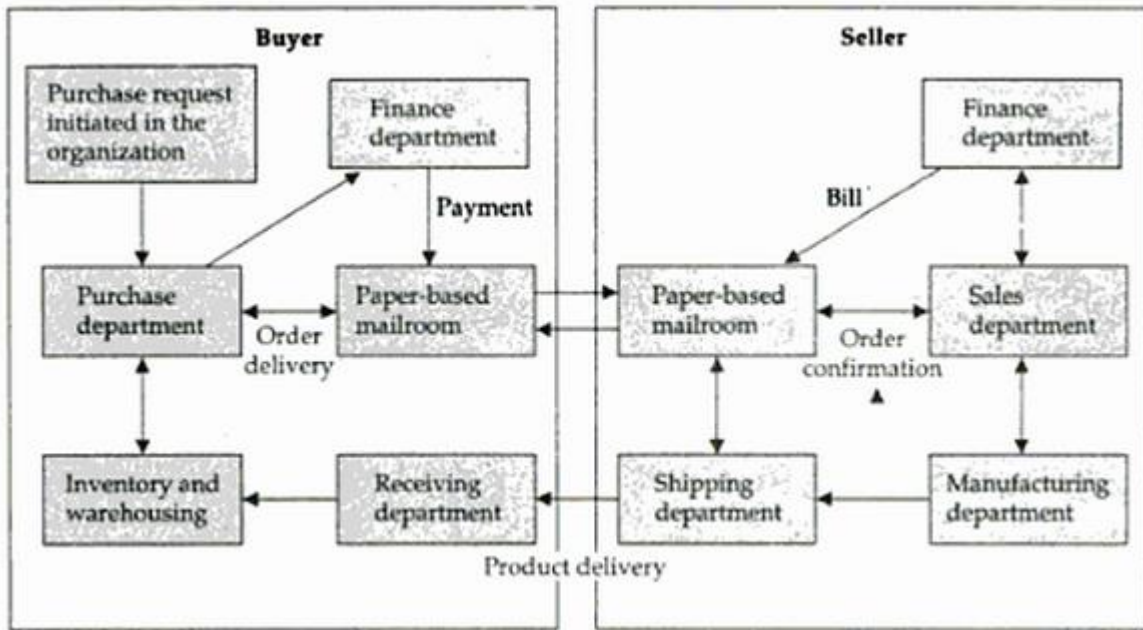 Buyer
Seller
Purchase request
initiated in the
organization
Finance
department
Finance
department
Payment
Bill
Purchase
department
Order
delivery
Paper-based
mailroom
Paper-based
mailroom
Order
confirmation
Sales
department
Inventory and
warehousing
Receiving
department
Shipping
department
Manufacturing
department
Product delivery